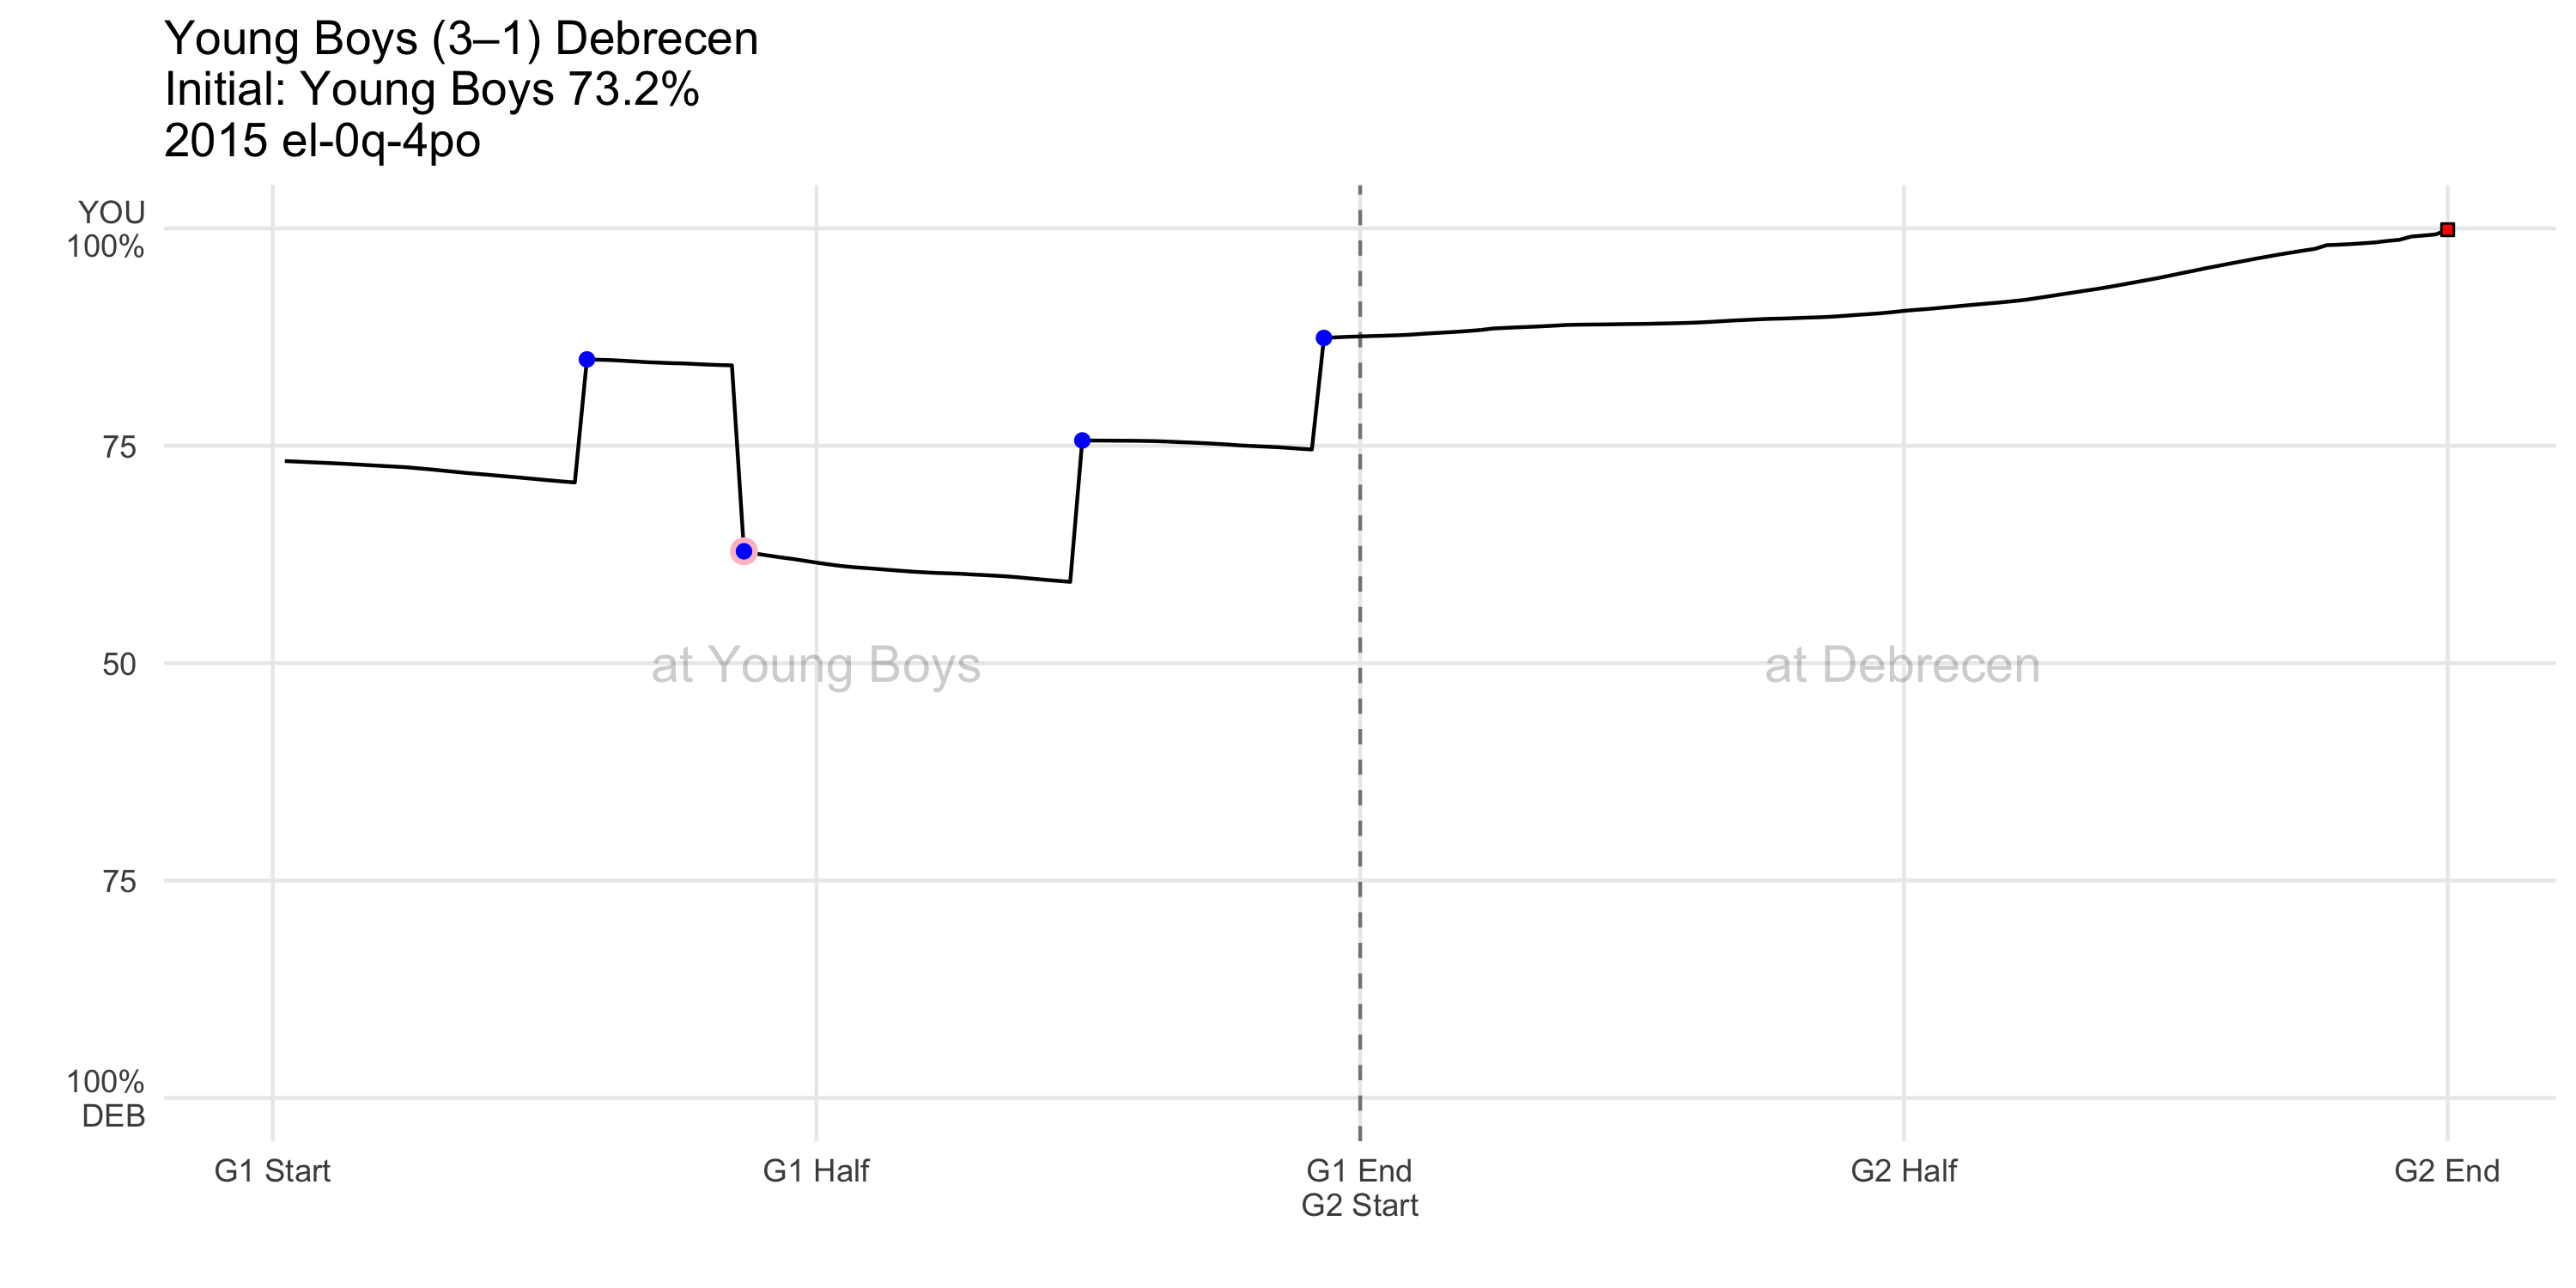 Young Boys (3–1) Debrecen
Initial: Young Boys 73.2%
2015 el-0q-4po
YOU
100%
75
50
75
100%
DEB
at Young Boys
at Debrecen
G1 Start
G1 Half
G1 End
G2 Start
G2 Half
G2 End